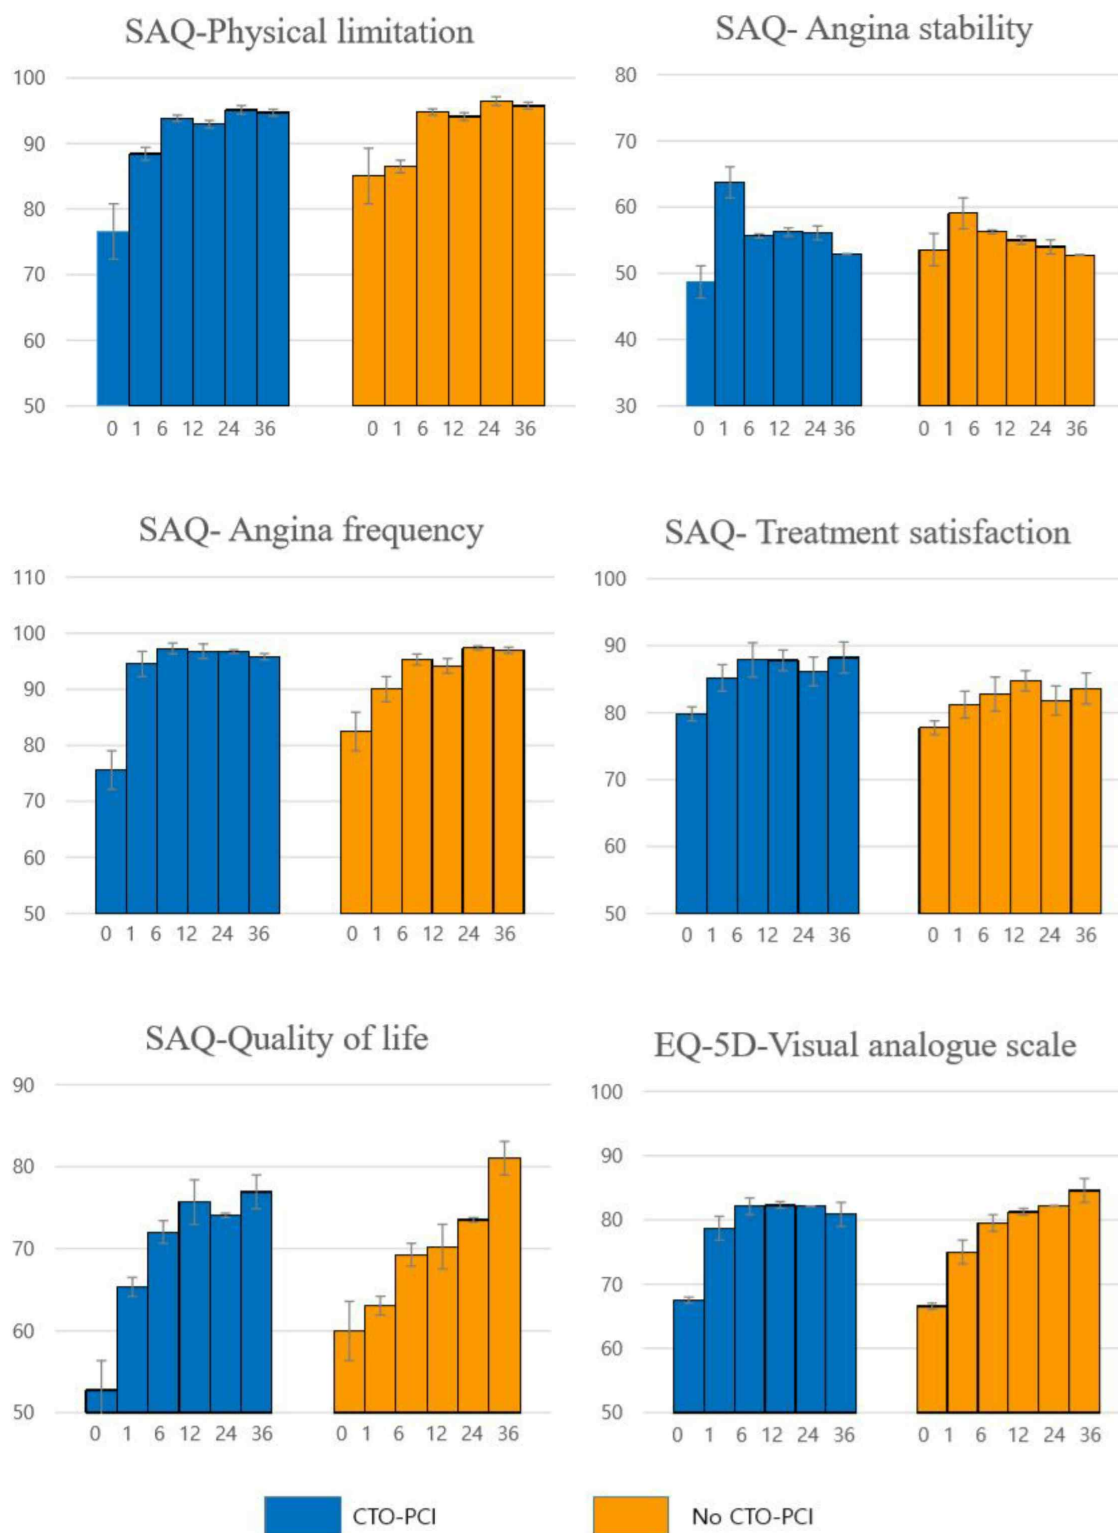 SAQ-Physical limitation
100
90
80
70
60
50
0 1 6 12 24 36
0 1 6 12 24 36
SAQ- Angina stability
80
70
60
50
40
30
0 1 6 12 24 36
0 1 6 12 24 36
SAQ- Angina frequency
110
100
90
80
70
60
50
0 1 6 12 24 36
0 1 6 12 24 36
SAQ- Treatment satisfaction
100
90
80
70
60
50
0 1 6 12 24 36
0 1 6 12 24 36
SAQ-Quality of life
90
80
70
60
50
0 1 6 12 24 36
0 1 6 12 24 36
EQ-5D-Visual analogue scale
100
90
80
70
60
50
0 1 6 12 24 36
0 1 6 12 24 36
CTO-PCI
No CTO-PCI